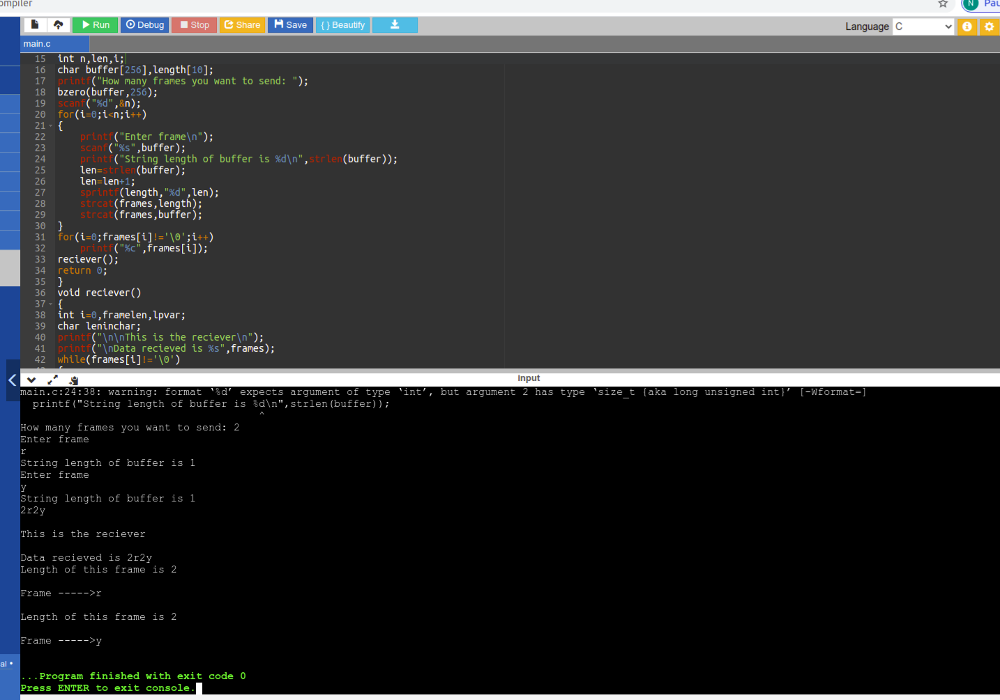 ompiler
N Pau
Run Debug Stop Share Save { } Beautify Language C
main.c
15 int n,len,i;
16 char buffer[256],length[10];
17 printf("How many frames you want to send: ");
18 bzero(buffer,256);
19 scanf("%d",&n);
20 for(i=0;i<n;i++)
21 {
22 printf("Enter frame\n");
23 scanf("%s",buffer);
24 printf("String length of buffer is %d\n",strlen(buffer));
25 len=strlen(buffer);
26 len=len+1;
27 sprintf(length,"%d",len);
28 strcat(frames,length);
29 strcat(frames,buffer);
30 }
31 for(i=0;frames[i]!='\0';i++)
32 printf("%c",frames[i]);
33 reciever();
34 return 0;
35 }
36 void reciever()
37 {
38 int i=0,framelen,lpvar;
39 char leninchar;
40 printf("\n\nThis is the reciever\n");
41 printf("\nData recieved is %s",frames);
42 while(frames[i]!='\0')
input
main.c:24:38: warning: format ‘%d’ expects argument of type ‘int’, but argument 2 has type ‘size_t {aka long unsigned int}’ [-Wformat=]
printf("String length of buffer is %d\n",strlen(buffer));
^
How many frames you want to send: 2
Enter frame
r
String length of buffer is 1
Enter frame
y
String length of buffer is 1
2r2y
This is the reciever
Data recieved is 2r2y
Length of this frame is 2
Frame ----->r
Length of this frame is 2
Frame ----->y
al •
...Program finished with exit code 0
Press ENTER to exit console.